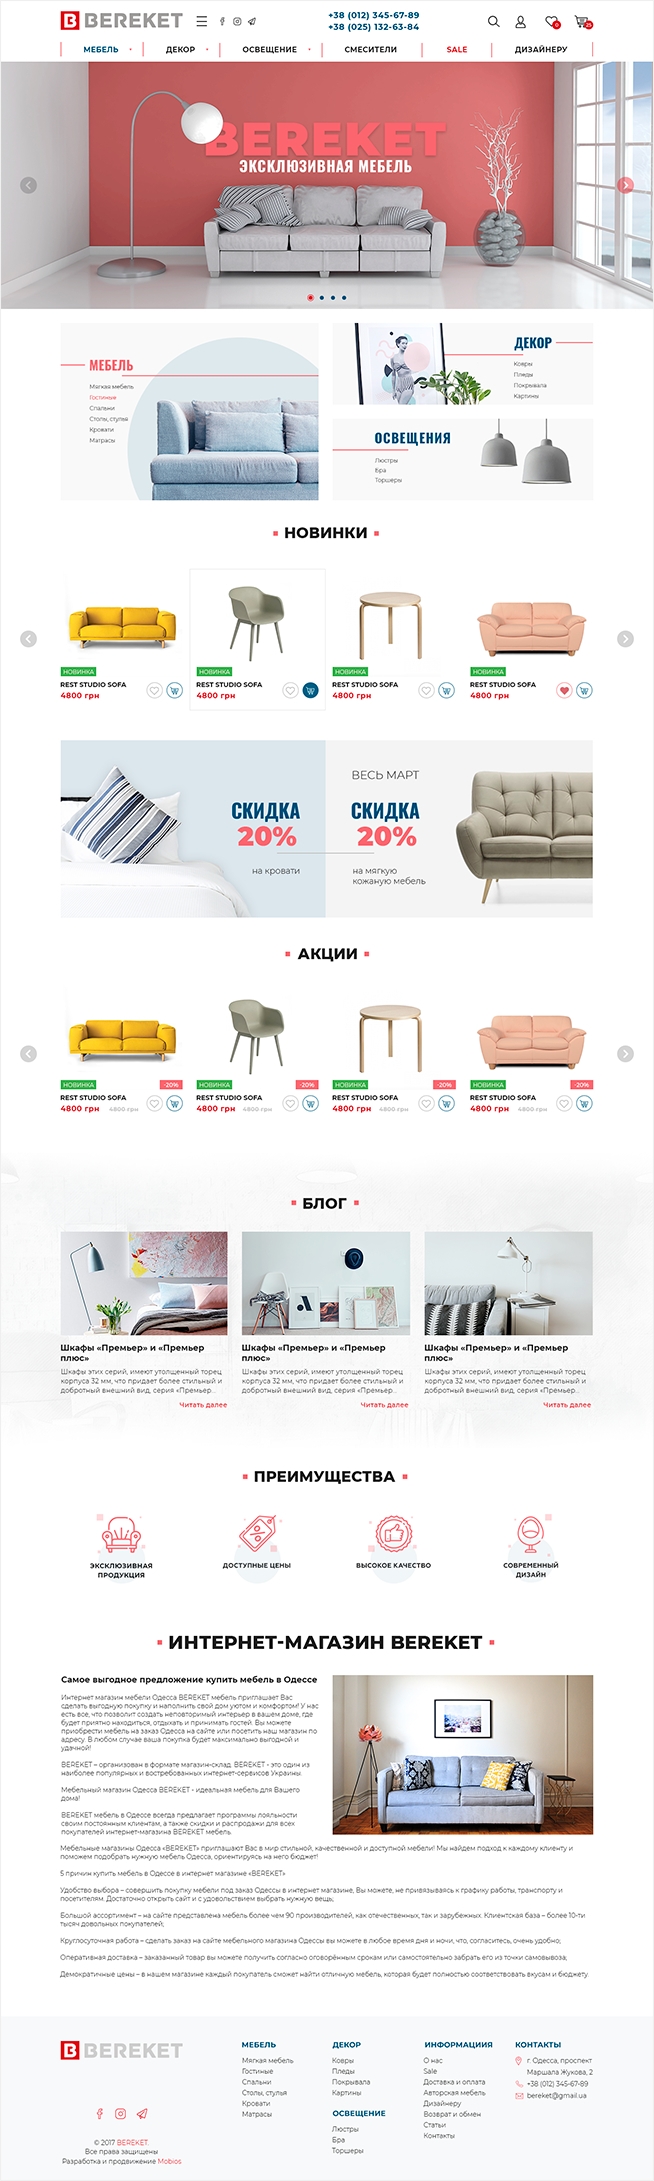 B BEREKET
+38 (012) 345-67-89
+38 (025) 132-63-84
0
25
МЕБЕЛЬ ДЕКОР ОСВЕЩЕНИЕ СМЕСИТЕЛИ SALE ДИЗАЙНЕРУ
BEREKET
ЭКСКЛЮЗИВНАЯ МЕБЕЛЬ
МЕБЕЛЬ
Мягкая мебель
Гостиные
Спальни
Столы, стулья
Кровати
Матрасы
ДЕКОР
Ковры
Пледы
Покрывала
Картины
ОСВЕЩЕНИЯ
Люстры
Бра
Торшеры
НОВИНКИ
НОВИНКА НОВИНКА НОВИНКА НОВИНКА
REST STUDIO SOFA REST STUDIO SOFA REST STUDIO SOFA REST STUDIO SOFA
4800 грн 4800 грн 4800 грн 4800 грн
СКИДКА
20%
на кровати
ВЕСЬ МАРТ
СКИДКА
20%
на мягкую
кожаную мебель
АКЦИИ
НОВИНКА -20% НОВИНКА -20% НОВИНКА -20% НОВИНКА -20%
REST STUDIO SOFA REST STUDIO SOFA REST STUDIO SOFA REST STUDIO SOFA
4800 грн 4800 грн 4800 грн 4800 грн 4800 грн 4800 грн 4800 грн 4800 грн
БЛОГ
Шкафы «Премьер» и «Премьер
плюс»
Шкафы этих серий, имеют утолщенный торец
корпуса 32 мм, что придает более стильный и
добротный внешний вид, серия «Премьер...
Читать далее
Шкафы «Премьер» и «Премьер
плюс»
Шкафы этих серий, имеют утолщенный торец
корпуса 32 мм, что придает более стильный и
добротный внешний вид, серия «Премьер...
Читать далее
Шкафы «Премьер» и «Премьер
плюс»
Шкафы этих серий, имеют утолщенный торец
корпуса 32 мм, что придает более стильный и
добротный внешний вид, серия «Премьер...
Читать далее
ПРЕИМУЩЕСТВА
ЭКСКЛЮЗИВНАЯ
ПРОДУКЦИЯ
ДОСТУПНЫЕ ЦЕНЫ
ВЫСОКОЕ КАЧЕСТВО
СОВРЕМЕННЫЙ
ДИЗАЙН
ИНТЕРНЕТ-МАГАЗИН BEREKET
Самое выгодное предложение купить мебель в Одессе
Интернет магазин мебели Одесса BEREKET мебель приглашает Вас
сделать выгодную покупку и наполнить свой дом уютом и комфортом! У нас
есть все, что позволит создать неповторимый интерьер в вашем доме, где
будет приятно находиться, отдыхать и принимать гостей. Вы можете
приобрести мебель на заказ Одесса на сайте или посетить наш магазин по
адресу. В любом случае ваша покупка будет максимально выгодной и
удачной!
BEREKET – организован в формате магазин-склад. BEREKET - это один из
наиболее популярных и востребованных интернет-сервисов Украины.
Мебельный магазин Одесса BEREKET - идеальная мебель для Вашего
дома!
BEREKET мебель в Одессе всегда предлагает программы лояльности
своим постоянным клиентам, а также скидки и распродажи для всех
покупателей интернет-магазина BEREKET мебель.
Мебельные магазины Одесса «BEREKET» приглашают Вас в мир стильной, качественной и доступной мебели! Мы найдем подход к каждому клиенту и
поможем подобрать нужную мебель Одесса, ориентируясь на него бюджет!
5 причин купить мебель в Одессе в интернет магазине «BEREKET»
Удобство выбора – совершить покупку мебели под заказ Одессы в интернет магазине, Вы можете, не привязываясь к графику работы, транспорту и
посетителям. Достаточно открыть сайт и с удовольствием выбрать нужную вещь;
Большой ассортимент – на сайте представлена мебель более чем 90 производителей, как отечественных, так и зарубежных. Клиентская база – более 10-ти
тысяч довольных покупателей;
Круглосуточная работа – сделать заказ на сайте мебельного магазина Одессы вы можете в любое время дня и ночи, что, согласитесь, очень удобно;
Оперативная доставка – заказанный товар вы можете получить согласно оговорённым срокам или самостоятельно забрать его из точки самовывоза;
Демократичные цены – в нашем магазине каждый покупатель сможет найти отличную мебель, которая будет полностью соответствовать вкусам и бюджету.
B BEREKET
© 2017 BEREKET.
Все права защищены
Разработка и продвижение Mobios
МЕБЕЛЬ
Мягкая мебель
Гостиные
Спальни
Столы, стулья
Кровати
Матрасы
ДЕКОР
Ковры
Пледы
Покрывала
Картины
ОСВЕЩЕНИЕ
Люстры
Бра
Торшеры
ИНФОРМАЦИИЯ
О нас
Sale
Доставка и оплата
Авторская мебель
Дизайнеру
Возврат и обмен
Статьи
Контакты
КОНТАКТЫ
г. Одесса, проспект
Маршала Жукова, 2
+38 (012) 345-67-89
bereket@gmail.ua